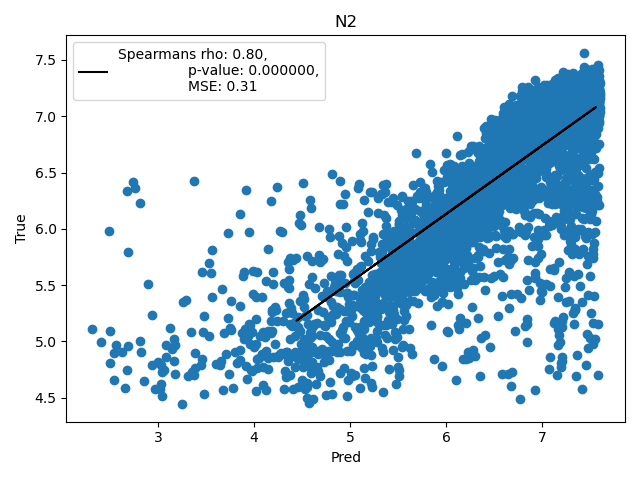 N2
Spearmans rho: 0.80,
p-value: 0.000000,
MSE: 0.31
7.5
7.0
6.5
6.0
5.5
5.0
4.5
True
3 4 5 6 7
Pred